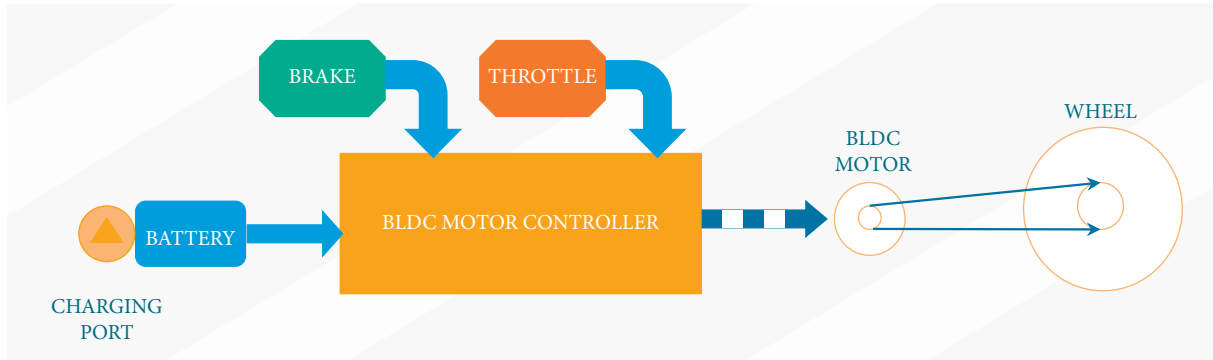 BRAKE
THROTTLE
WHEEL
BLDC
MOTOR
BLDC MOTOR CONTROLLER
BATTERY
CHARGING
PORT